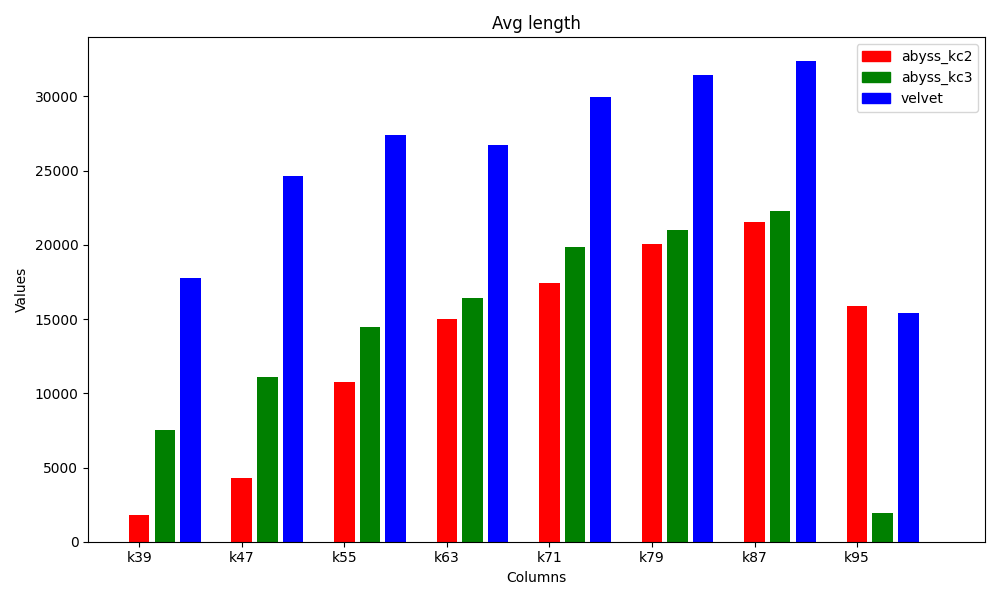 Avg length
abyss_kc2
abyss_kc3
velvet
Values
30000
25000
20000
15000
10000
5000
0
k39 k47 k55 k63 k71 k79 k87 k95
Columns